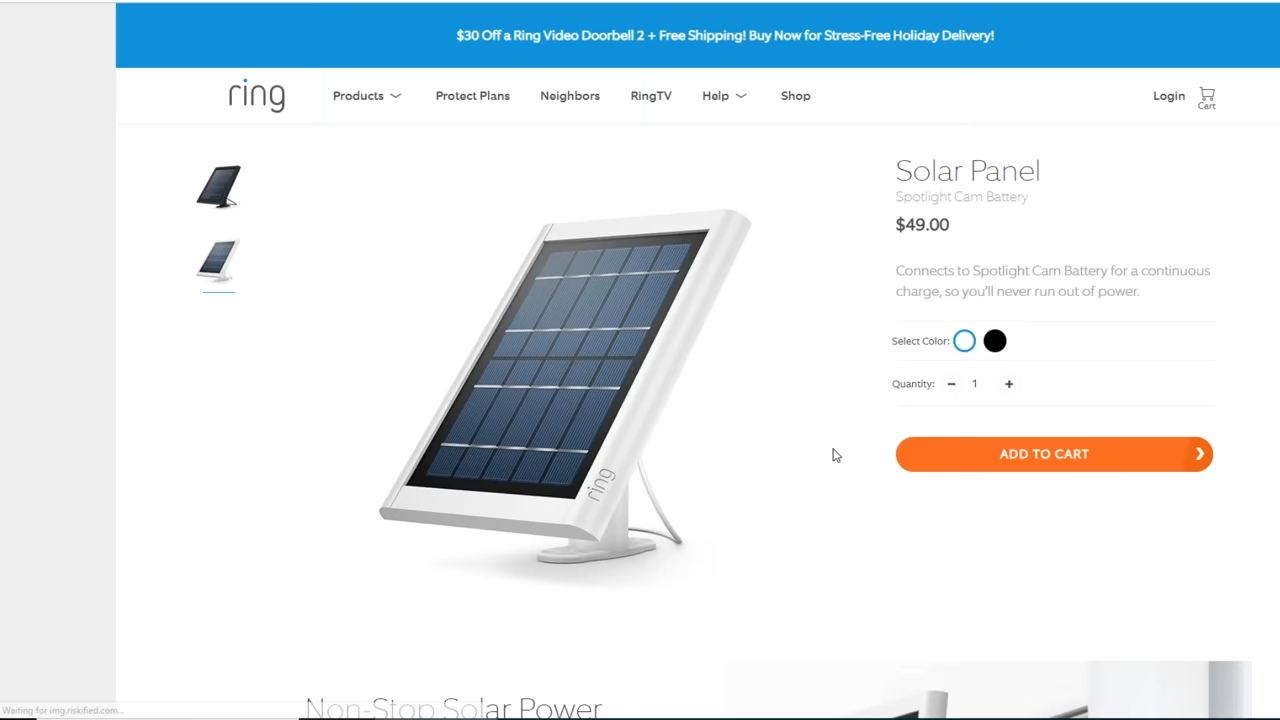 $30 Off a Ring Video Doorbell 2 + Free Shipping! Buy Now for Stress-Free Holiday Delivery!
ring
Products
Protect Plans
Neighbors
RingTV
Help
Shop
Login
Cart
Solar Panel
Spotlight Cam Battery
$49.00
Connects to Spotlight Cam Battery for a continuous
charge, so you'll never run out of power.
Select Color:
Quantity:
1
ADD TO CART
ring
Non-Stop Solar Power
Waiting for img.riskified.com...